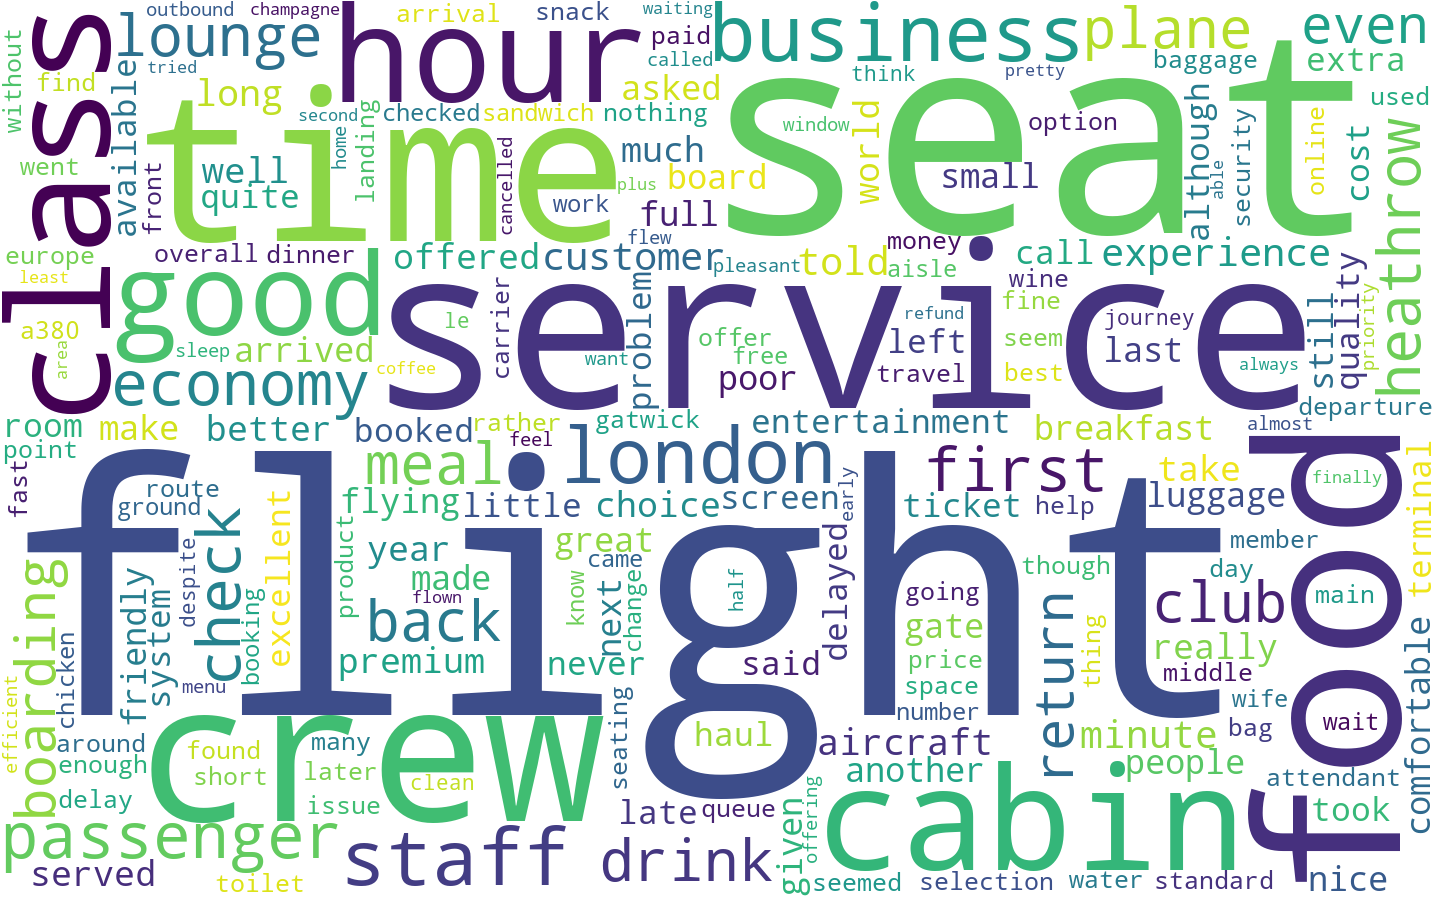 outbound
champagne
arrival
snack
waiting
class
lounge
hour
paid
business
plane
even
without
tried
called
think
pretty
baggage
extra
find
available
long
time
second
checked
sandwich
asked
nothing
seat
window
world
option
although
able
security
online
cost
used
heathrow
went
front
well
quite
home
landing
cancelled
work
plus
much
board
full
small
europe
overall
dinner
offered
customer
flew
pleasant
told
money
aisle
call
experience
wine
least
good
service
problem
a380
area
sleep
arrived
le
carrier
want
offer
free
refund
left
fine
seem
journey
last
still
quality
priority
economy
coffee
poor
travel
best
always
departure
room
make
better
booked
rather
gatwick
entertainment
breakfast
almost
point
feel
meal
london
first
take
finally
food
fast
route
ground
flying
little
choice
screen
early
ticket
help
luggage
terminal
flight
boarding
check
excellent
product
year
great
came
delayed
though
member
day
main
despite
friendly
system
booking
made
flown
know
next
change
half
going
gate
return
thing
club
really
chicken
menu
back
premium
never
said
price
space
middle
wife
comfortable
efficient
number
bag
wait
around
found
many
crew
seating
haul
aircraft
minute
people
enough
short
later
clean
another
attendant
delay
issue
late
queue
given
offering
cabin
took
passenger
staff
drink
served
toilet
seemed
selection
water
standard
nice